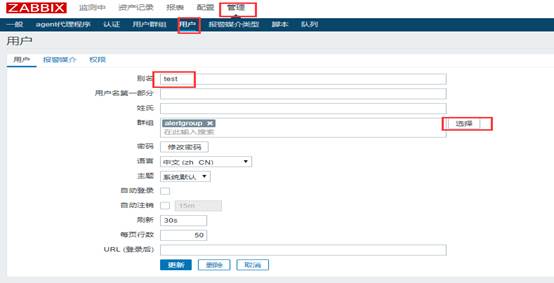 ZABBIX 监测中 资产记录 报表 配置 管理
一般 agent代理程序 认证 用户群组 用户 报警媒介类型 脚本 队列
用户
用户 报警媒介 权限
别名 test
用户名第一部分
姓氏
群组 alertgroup ✕ 选择
在此输入搜索
密码 修改密码
语言 中文 (zh_CN)
主题 系统默认
自动登录
自动注销 15m
刷新 30s
每页行数 50
URL (登录后)
更新 删除 取消